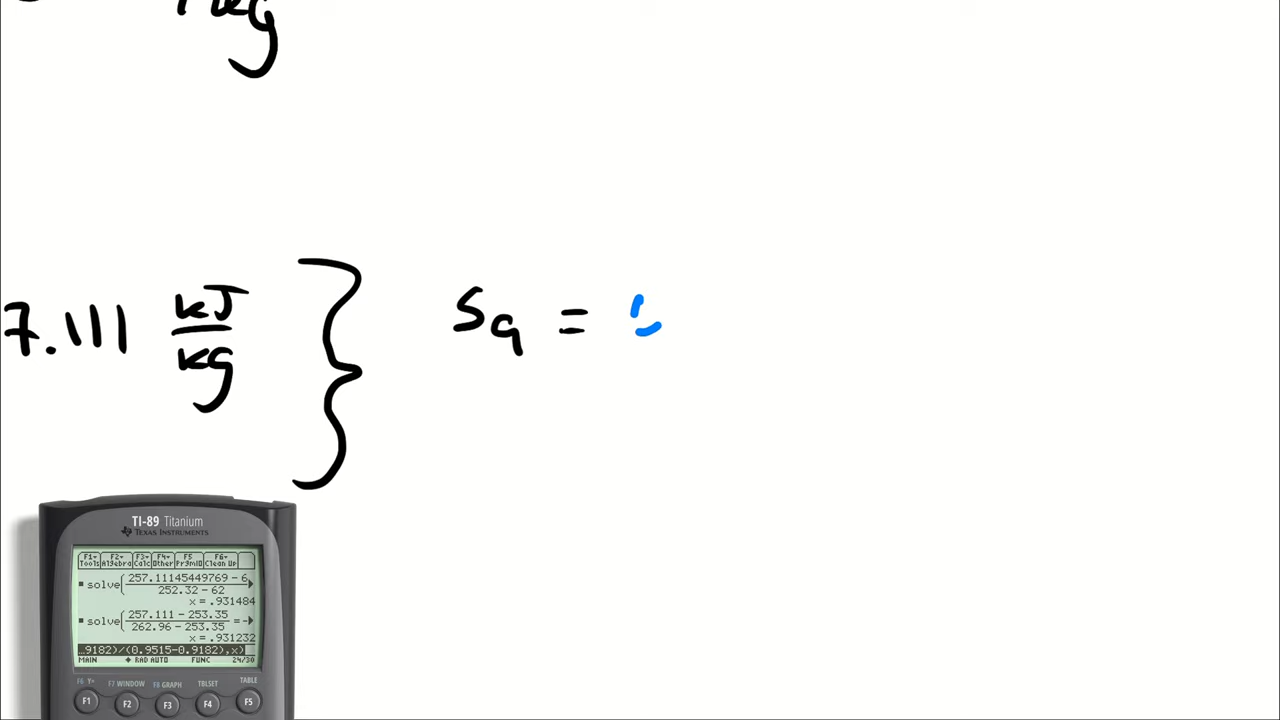 kg
7.111 kJ/kg } s9 =
TI-89 Titanium
TEXAS INSTRUMENTS
F1 Tools F2 Algebra F3 Calc F4 Other F5 PrgmIO F6 Clean Up
solve( 257.11145449769 - 6
252.32 - 62
x = .931484
solve( 257.111 - 253.35
262.96 - 253.35 = -
x = .931232
.9182)/(0.9515-0.9182),x)
MAIN RAD AUTO FUNC 24/30
F6 Y= F7 WINDOW F8 GRAPH TBLSET TABLE
F1 F2 F3 F4 F5